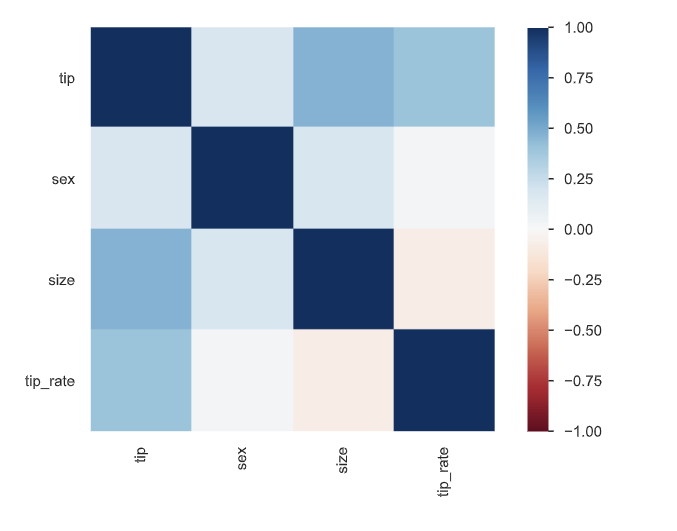 tip
sex
size
tip_rate
tip
sex
size
tip_rate
1.00
0.75
0.50
0.25
0.00
−0.25
−0.50
−0.75
−1.00